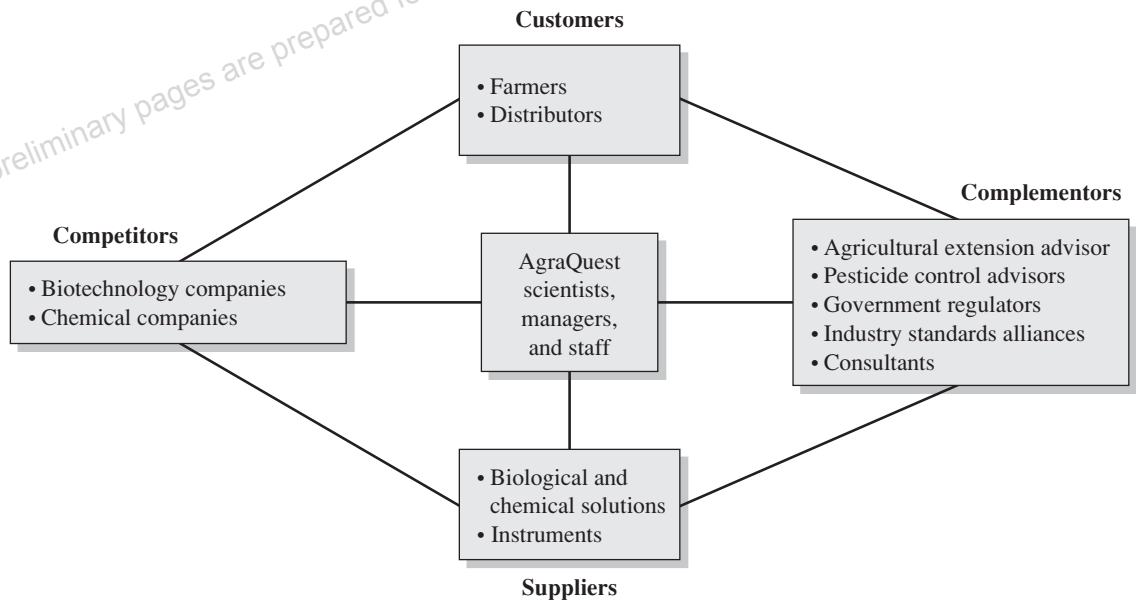 preliminary pages are prepared
Customers
• Farmers
• Distributors
Complementors
• Agricultural extension advisor
• Pesticide control advisors
• Government regulators
• Industry standards alliances
• Consultants
Competitors
• Biotechnology companies
• Chemical companies
AgraQuest
scientists,
managers,
and staff
• Biological and
chemical solutions
• Instruments
Suppliers